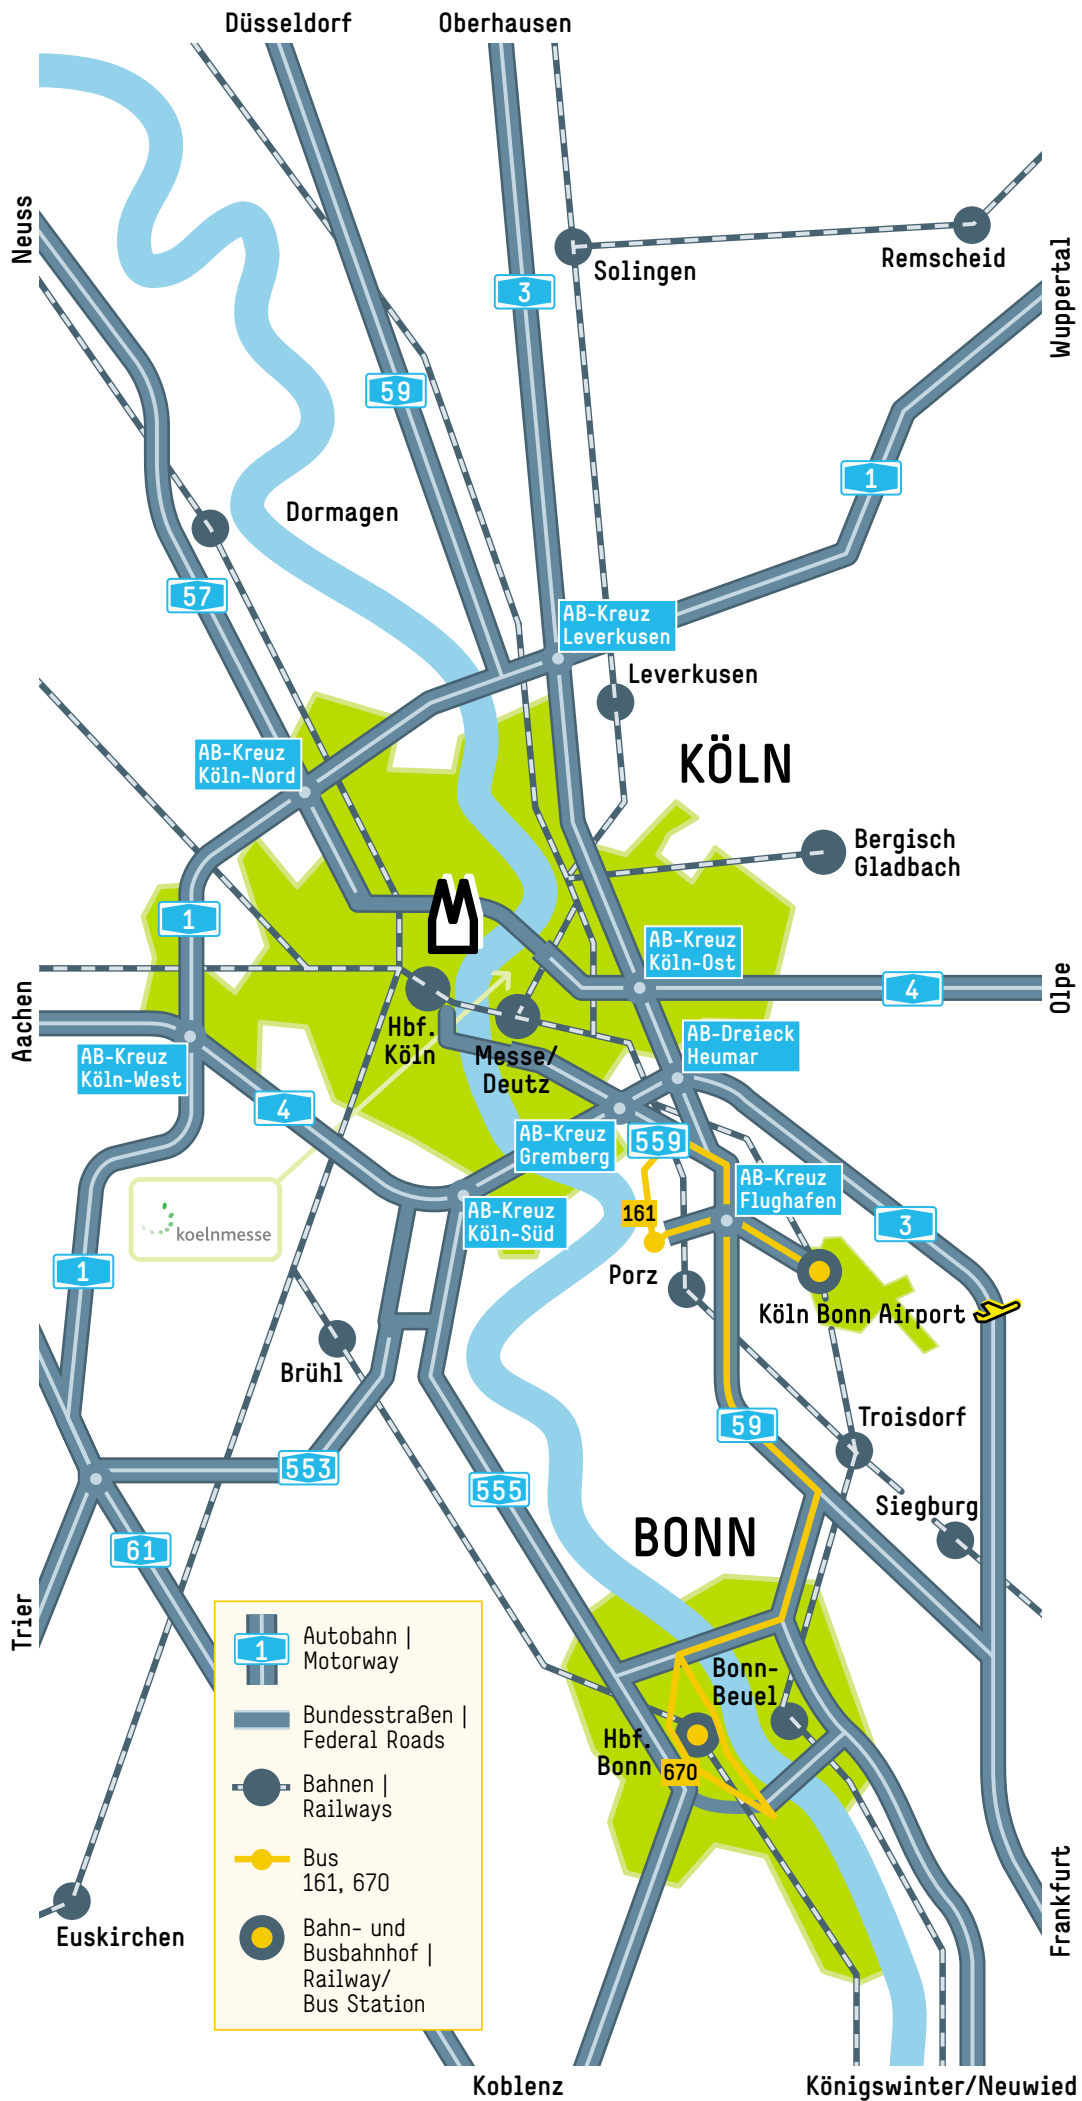 Düsseldorf
Oberhausen
Neuss
Solingen
Remscheid
Wuppertal
3
59
1
Dormagen
57
AB-Kreuz
Leverkusen
Leverkusen
KÖLN
AB-Kreuz
Köln-Nord
Bergisch
Gladbach
1
AB-Kreuz
Köln-Ost
4
Olpe
Aachen
Hbf.
Köln
Messe/
Deutz
AB-Dreieck
Heumar
AB-Kreuz
Köln-West
4
AB-Kreuz
Gremberg
559
AB-Kreuz
Flughafen
161
AB-Kreuz
Köln-Süd
3
koelnmesse
1
Porz
Köln Bonn Airport
Brühl
59
Troisdorf
553
555
Siegburg
61
BONN
Trier
1
Autobahn |
Motorway
Bundesstraßen |
Federal Roads
Bahnen |
Railways
Bus
161, 670
Bahn- und
Busbahnhof |
Railway/
Bus Station
Bonn-
Beuel
Hbf.
Bonn
670
Euskirchen
Frankfurt
Koblenz
Königswinter/Neuwied